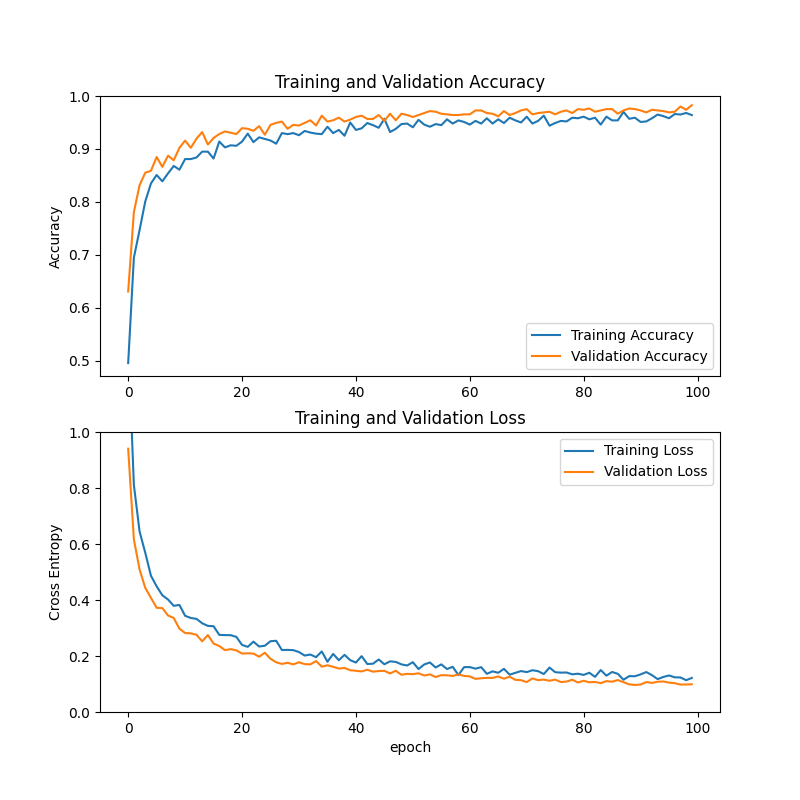 Training and Validation Accuracy
Accuracy
1.0
0.9
0.8
0.7
0.6
0.5
0
20
40
60
80
100
Training Accuracy
Validation Accuracy
Training and Validation Loss
Cross Entropy
1.0
0.8
0.6
0.4
0.2
0.0
0
20
40
60
80
100
Training Loss
Validation Loss
epoch